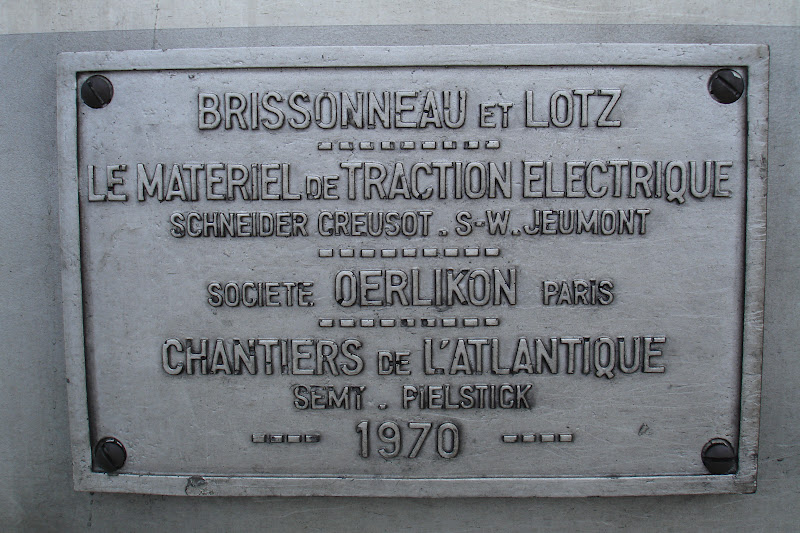 BRISSONNEAU ET LOTZ
LE MATERIEL DE TRACTION ELECTRIQUE
SCHNEIDER CREUSOT . S-W. JEUMONT
SOCIETE OERLIKON PARIS
CHANTIERS DE L'ATLANTIQUE
SEMT . PIELSTICK
1970